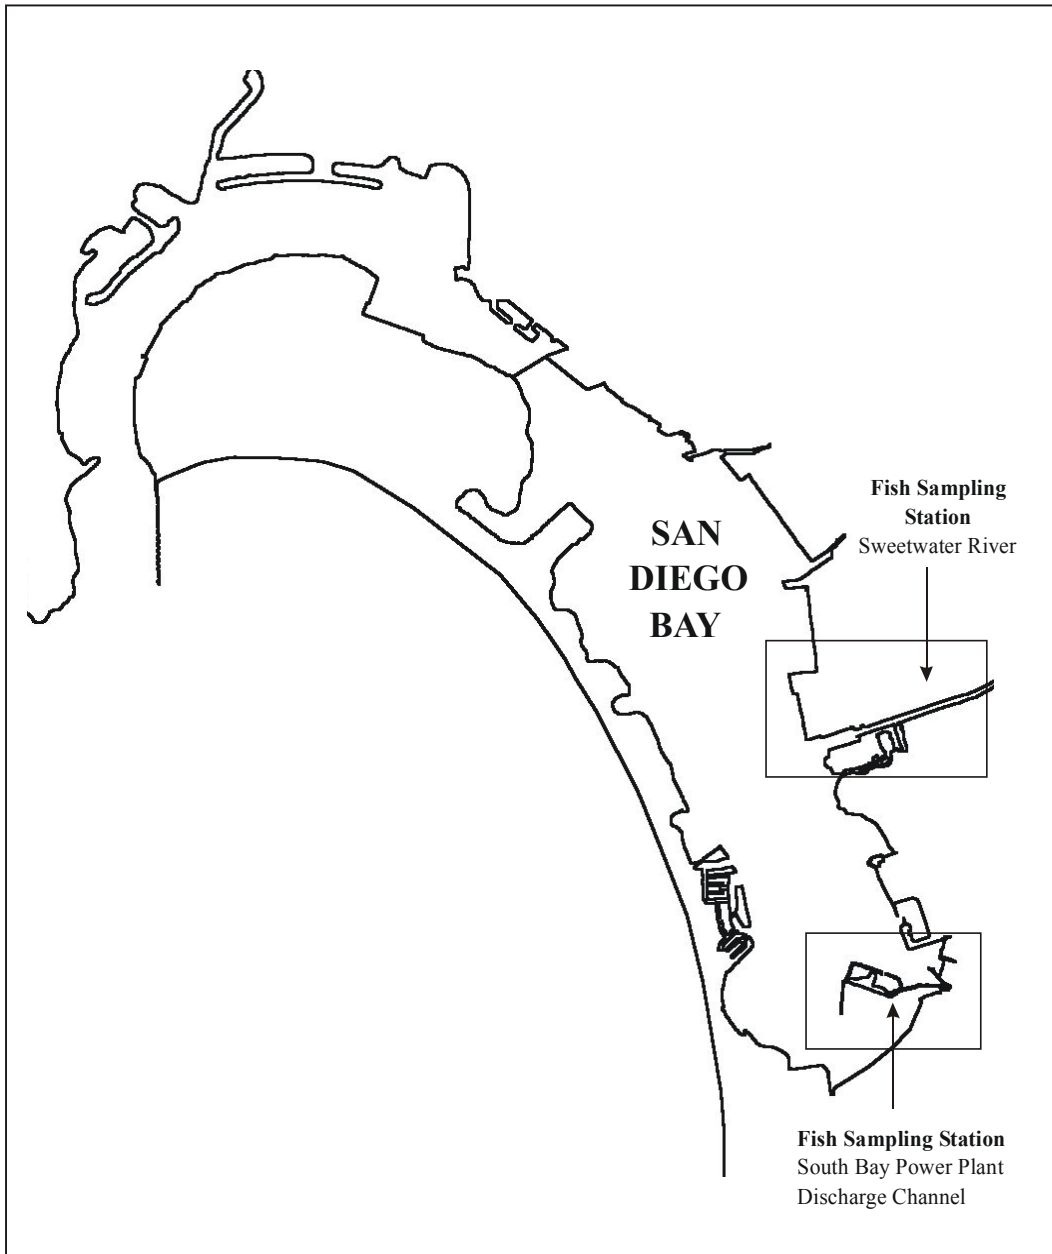 Fish Sampling
Station
Sweetwater River
SAN
DIEGO
BAY
Fish Sampling Station
South Bay Power Plant
Discharge Channel